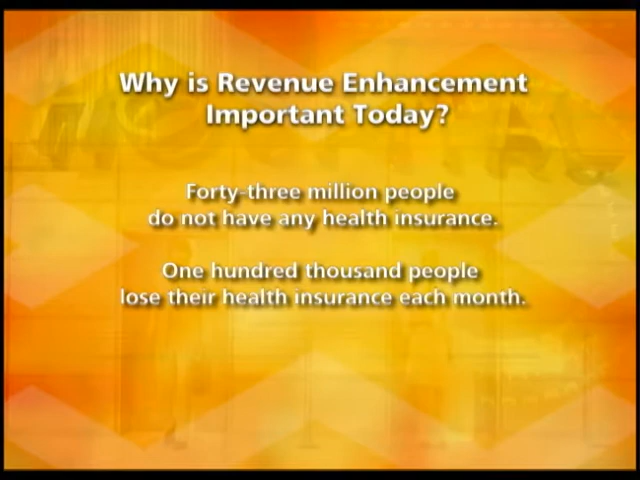 Why is Revenue Enhancement
Important Today?
Forty-three million people
do not have any health insurance.
One hundred thousand people
lose their health insurance each month.